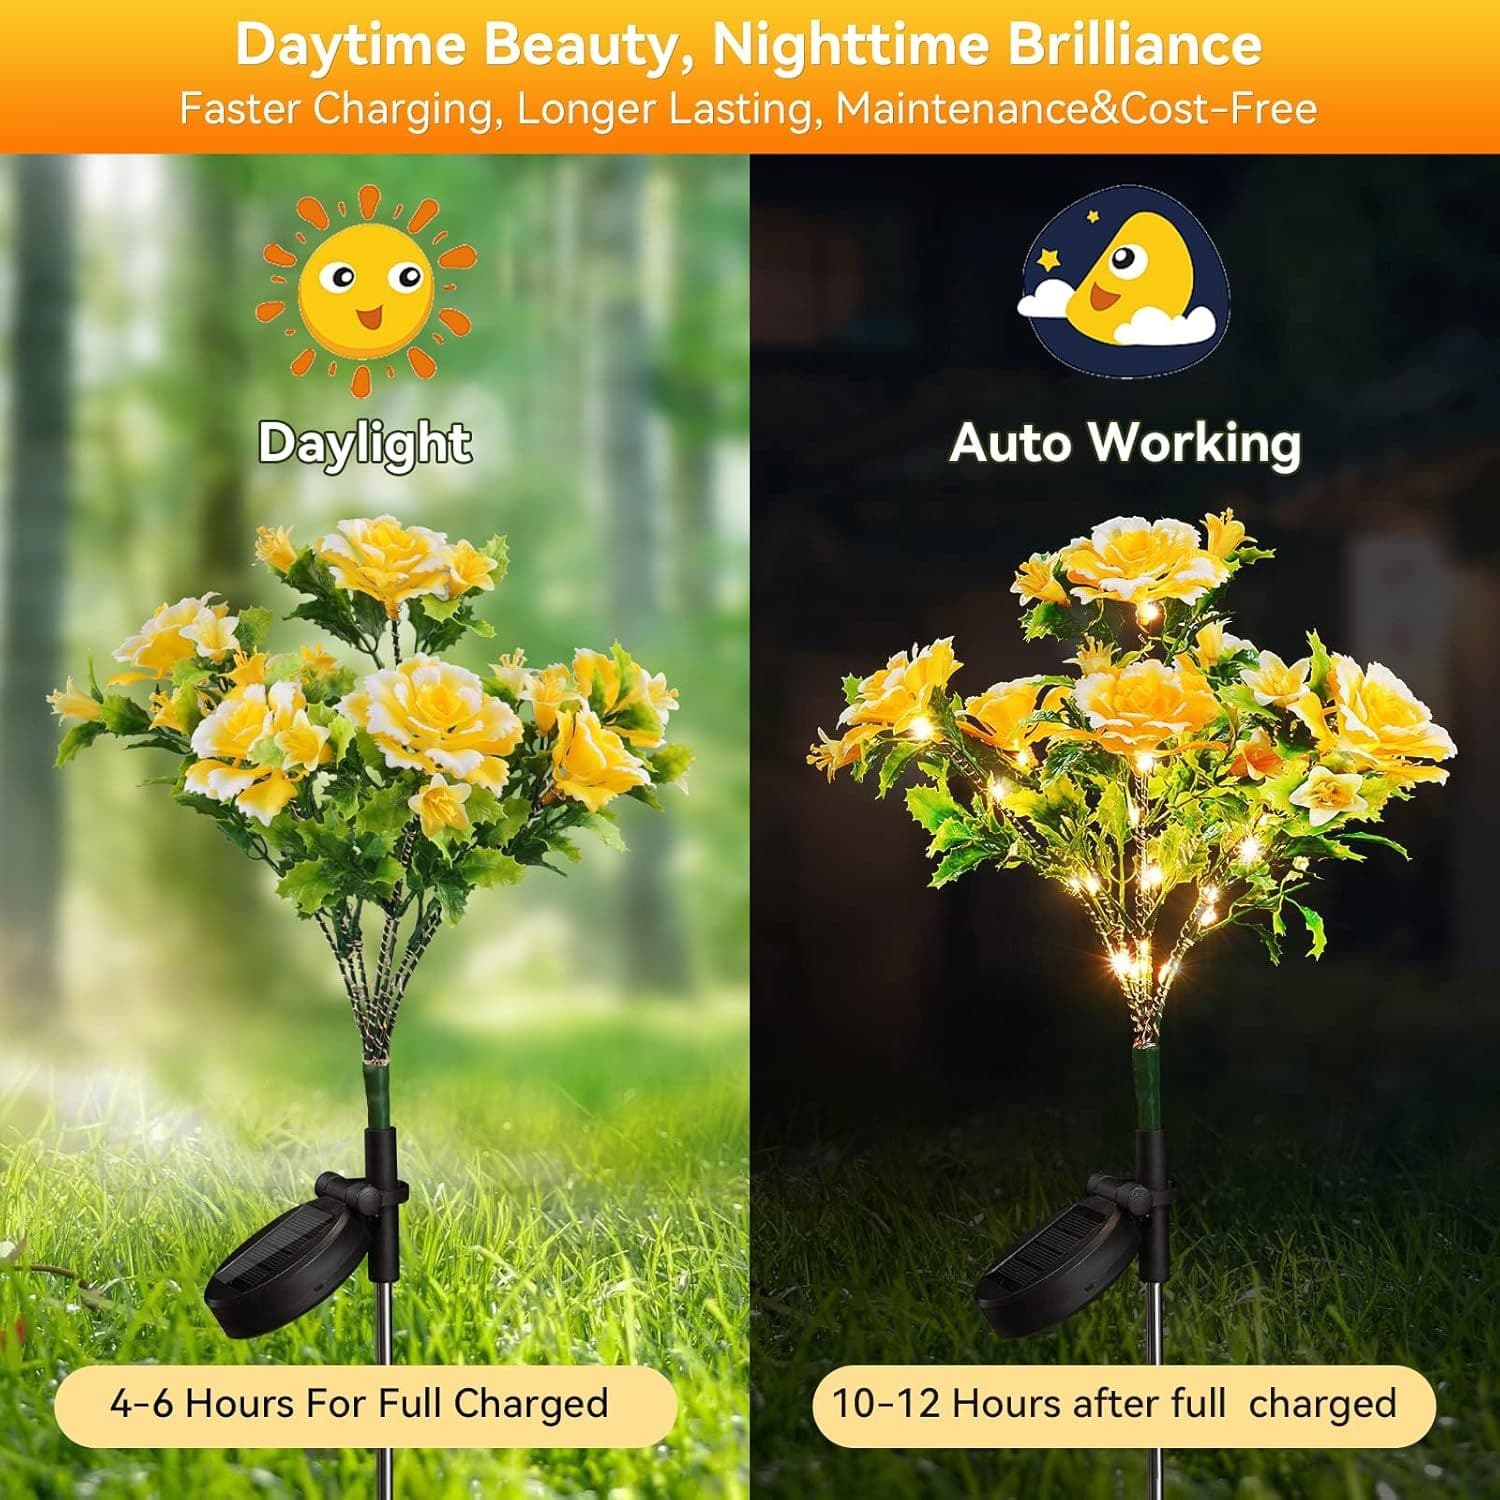 Daytime Beauty, Nighttime Brilliance
Faster Charging, Longer Lasting, Maintenance&Cost-Free
Daylight
Auto Working
4-6 Hours For Full Charged
10-12 Hours after full charged